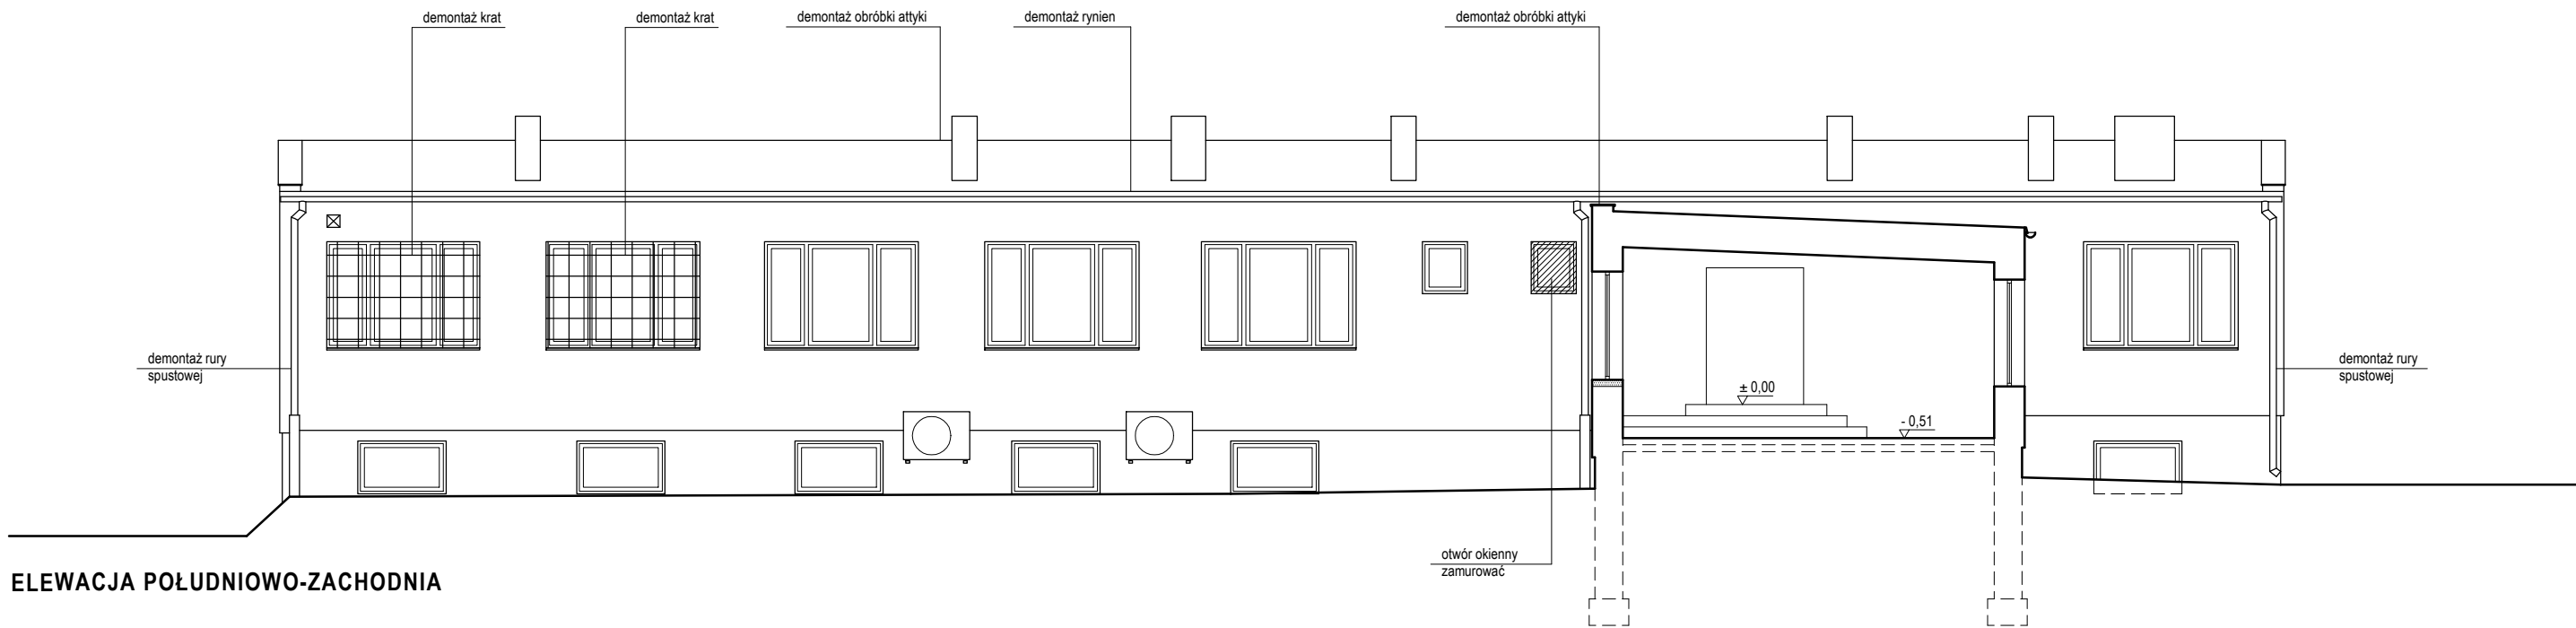 demontaż krat
demontaż krat
demontaż obróbki attyki
demontaż rynien
demontaż obróbki attyki
demontaż rury
spustowej
demontaż rury
spustowej
± 0,00
- 0,51
otwór okienny
zamurować
ELEWACJA POŁUDNIOWO-ZACHODNIA